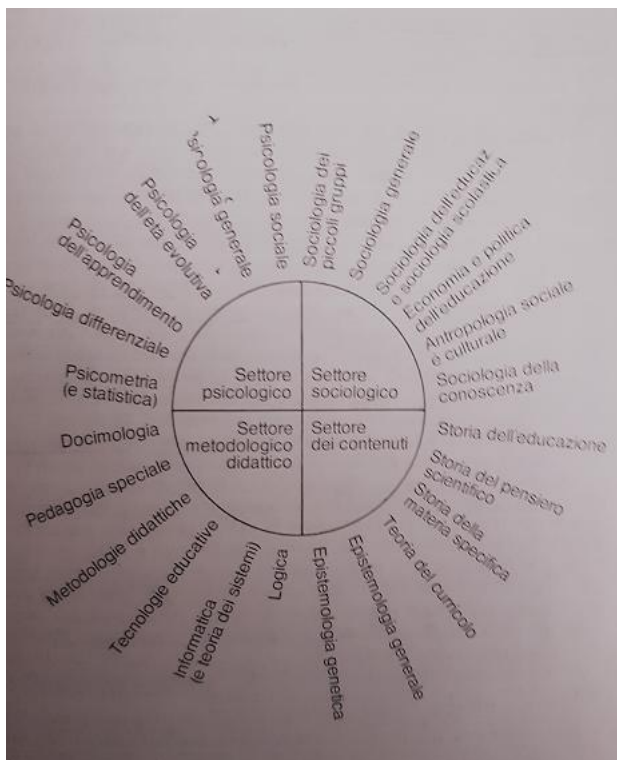 Psicologia sociale
Psicologia generale
Psicologia
dell'età evolutiva
Psicologia
dell'apprendimento
Psicologia differenziale
Psicometria
(e statistica)
Docimologia
Pedagogia speciale
Metodologie didattiche
Tecnologie educative
Informatica
(e teoria dei sistemi)
Logica
Sociologia dei
piccoli gruppi
Sociologia generale
Sociologia dell'educaz
e sociologia scolastica
Economia e politica
dell'educazione
Antropologia sociale
e culturale
Sociologia della
conoscenza
Storia dell'educazione
Storia del pensiero
scientifico
Storia della
materia specifica
Teoria del curricolo
Epistemologia generale
Epistemologia genetica
Settore
psicologico
Settore
sociologico
Settore
metodologico
didattico
Settore
dei contenuti